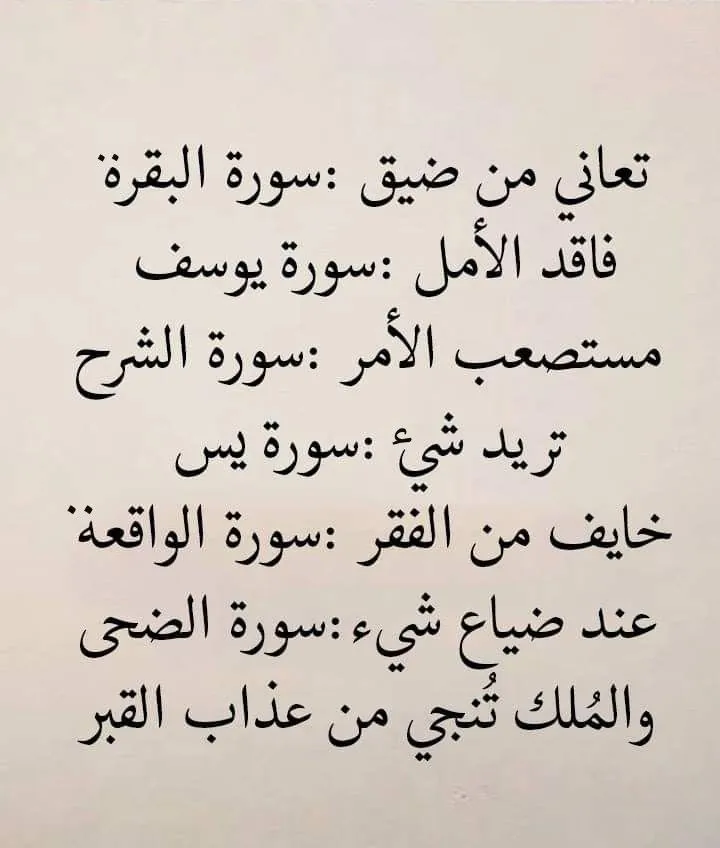 تعاني من ضيق :سورة البقرة
فاقد الأمل :سورة يوسف
مستصعب الأمر :سورة الشرح
تريد شئ :سورة يس
خايف من الفقر :سورة الواقعة
عند ضياع شيء:سورة الضحى
والمُلك تُنجي من عذاب القبر